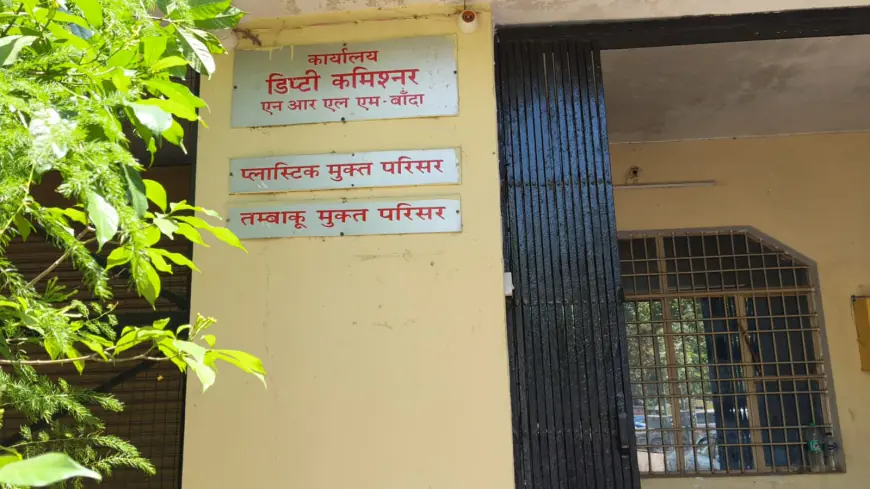 कार्यालय
डिप्टी कमिश्नर
एन आर एल एम-बाँदा
प्लास्टिक मुक्त परिसर
तम्बाकू मुक्त परिसर